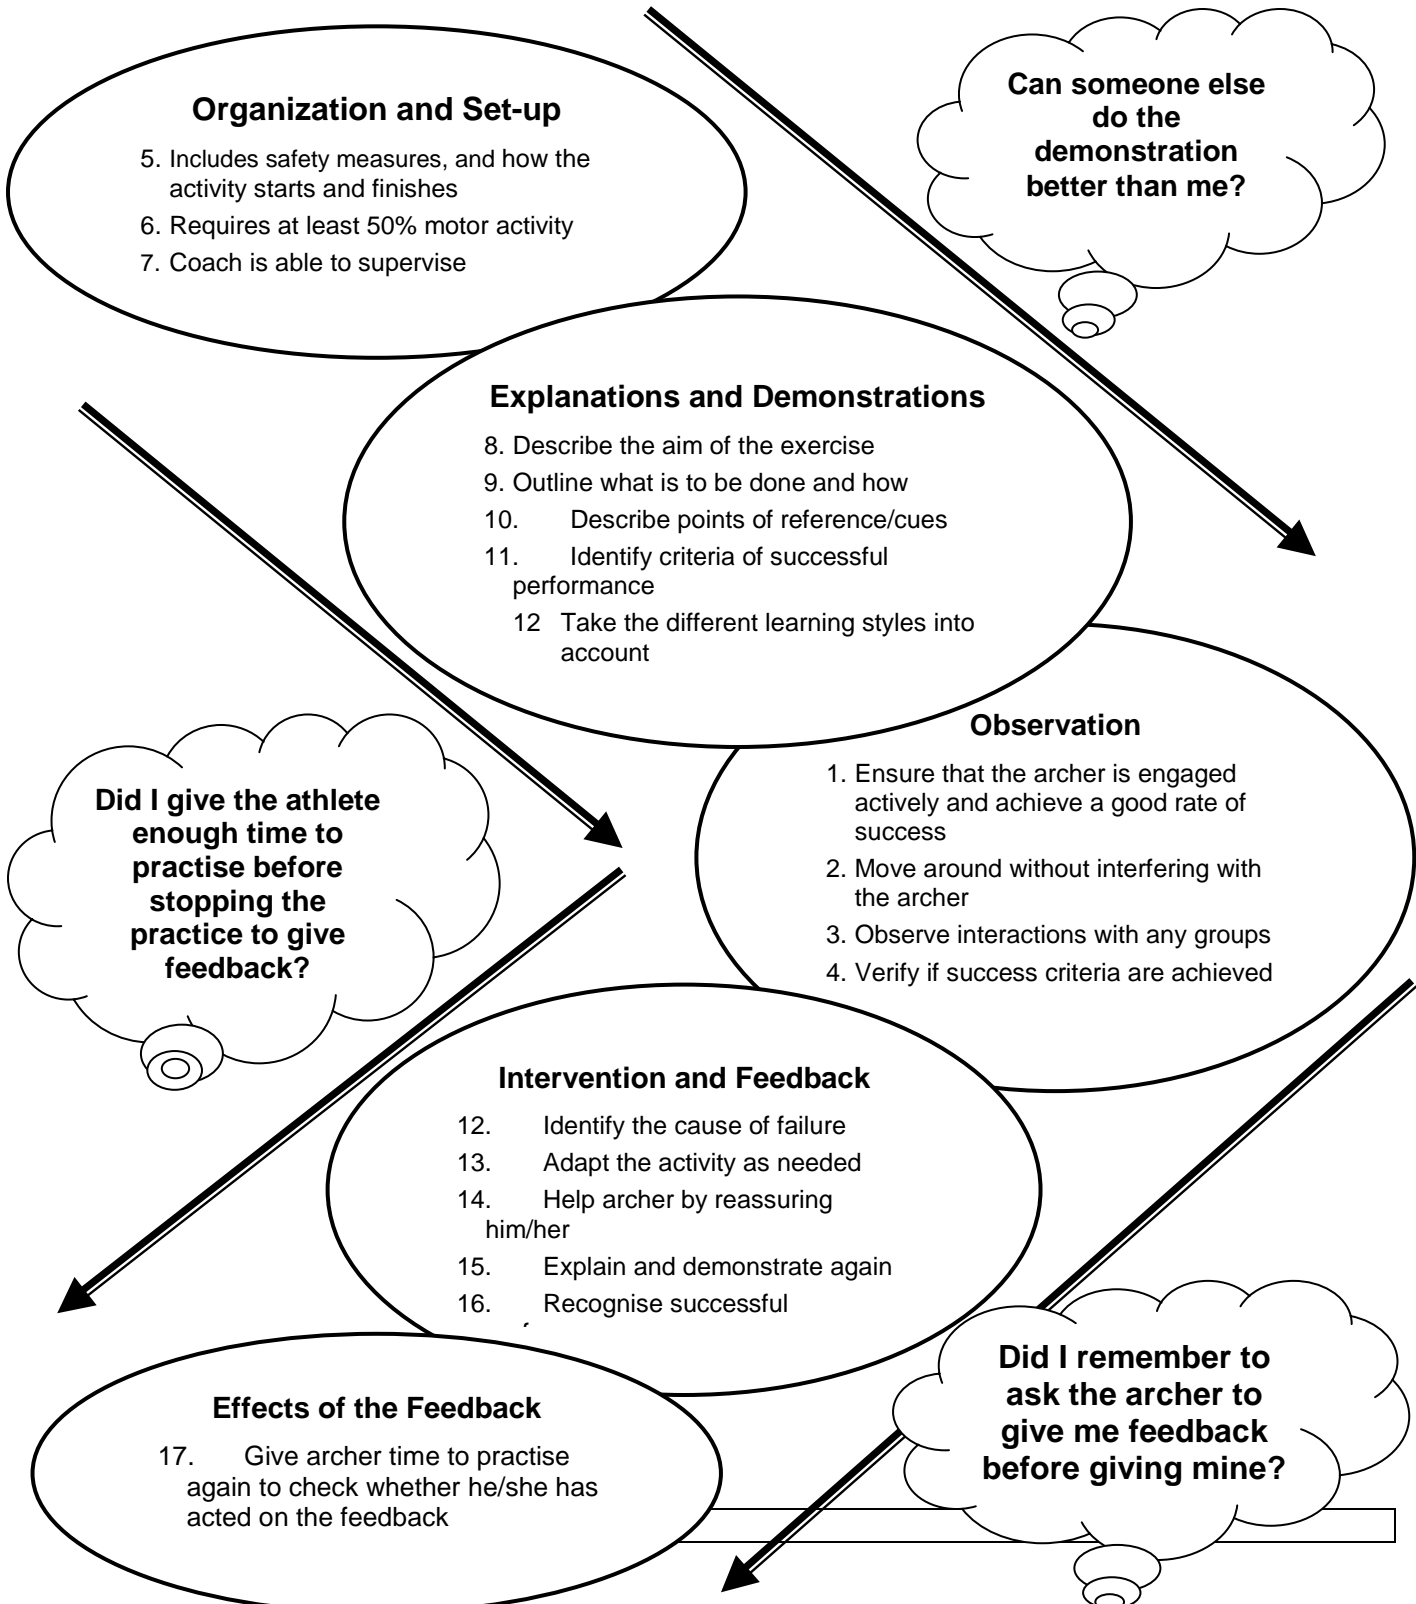 Organization and Set-up
5. Includes safety measures, and how the
activity starts and finishes
6. Requires at least 50% motor activity
7. Coach is able to supervise
Can someone else
do the
demonstration
better than me?
Explanations and Demonstrations
8. Describe the aim of the exercise
9. Outline what is to be done and how
10. Describe points of reference/cues
11. Identify criteria of successful
performance
12 Take the different learning styles into
account
Observation
1. Ensure that the archer is engaged
actively and achieve a good rate of
success
2. Move around without interfering with
the archer
3. Observe interactions with any groups
4. Verify if success criteria are achieved
Did I give the athlete
enough time to
practise before
stopping the
practice to give
feedback?
Intervention and Feedback
12. Identify the cause of failure
13. Adapt the activity as needed
14. Help archer by reassuring
him/her
15. Explain and demonstrate again
16. Recognise successful
Effects of the Feedback
17. Give archer time to practise
again to check whether he/she has
acted on the feedback
Did I remember to
ask the archer to
give me feedback
before giving mine?